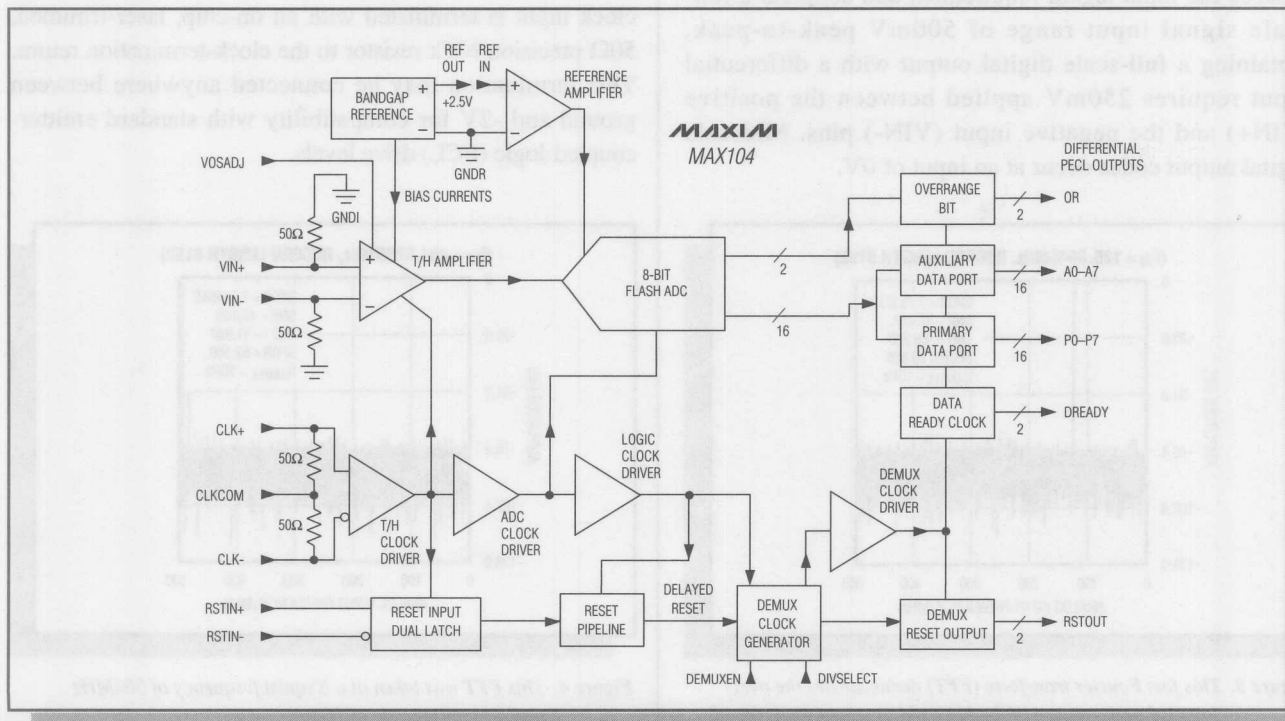 REF OUT
REF IN
+2.5V
BANDGAP REFERENCE
REFERENCE AMPLIFIER
GNDR
MAXIM
MAX104
VOSADJ
BIAS CURRENTS
GNDI
50Ω
VIN+
VIN-
50Ω
T/H AMPLIFIER
8-BIT FLASH ADC
2
16
DIFFERENTIAL PECL OUTPUTS
OVERRANGE BIT
2
OR
AUXILIARY DATA PORT
16
A0–A7
PRIMARY DATA PORT
16
P0–P7
DATA READY CLOCK
2
DREADY
CLK+
50Ω
CLKCOM
50Ω
CLK-
T/H CLOCK DRIVER
ADC CLOCK DRIVER
LOGIC CLOCK DRIVER
DEMUX CLOCK DRIVER
RSTIN+
RSTIN-
RESET INPUT DUAL LATCH
RESET PIPELINE
DELAYED RESET
DEMUX CLOCK GENERATOR
DEMUX RESET OUTPUT
2
RSTOUT
DEMUXEN
DIVSELECT